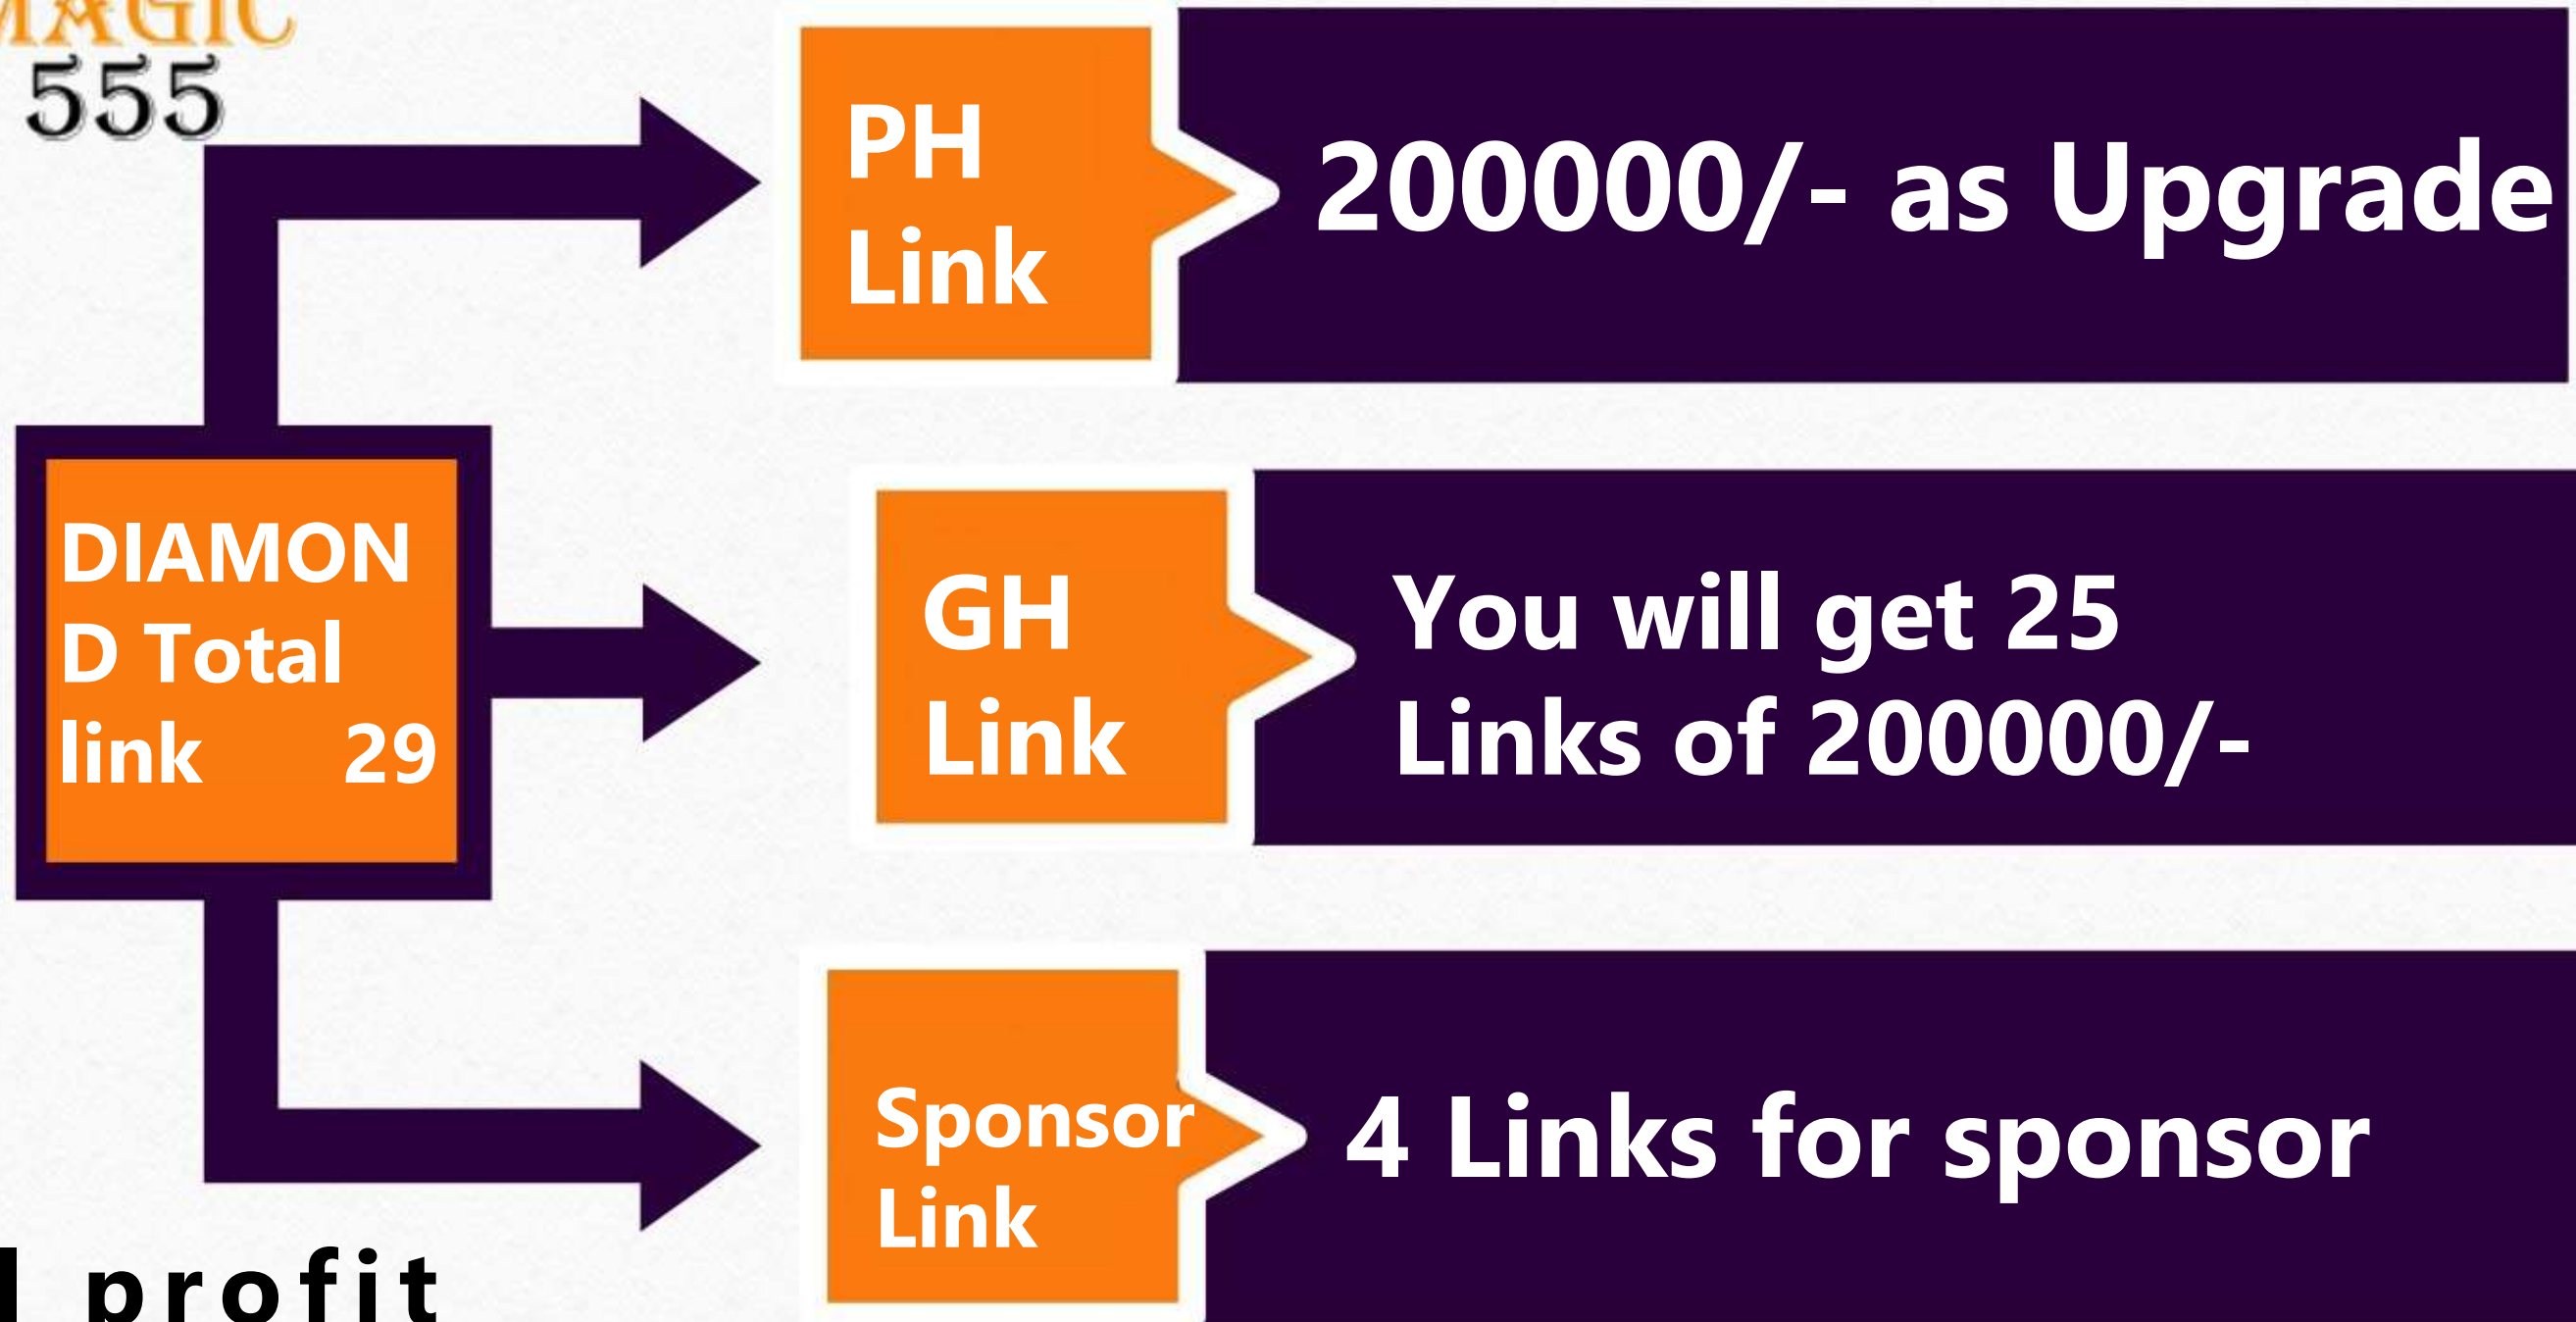 MAGIC
555
PH
Link
200000/- as Upgrade
DIAMON
D Total
link 29
GH
Link
You will get 25
Links of 200000/-
Sponsor
Link
4 Links for sponsor
profit